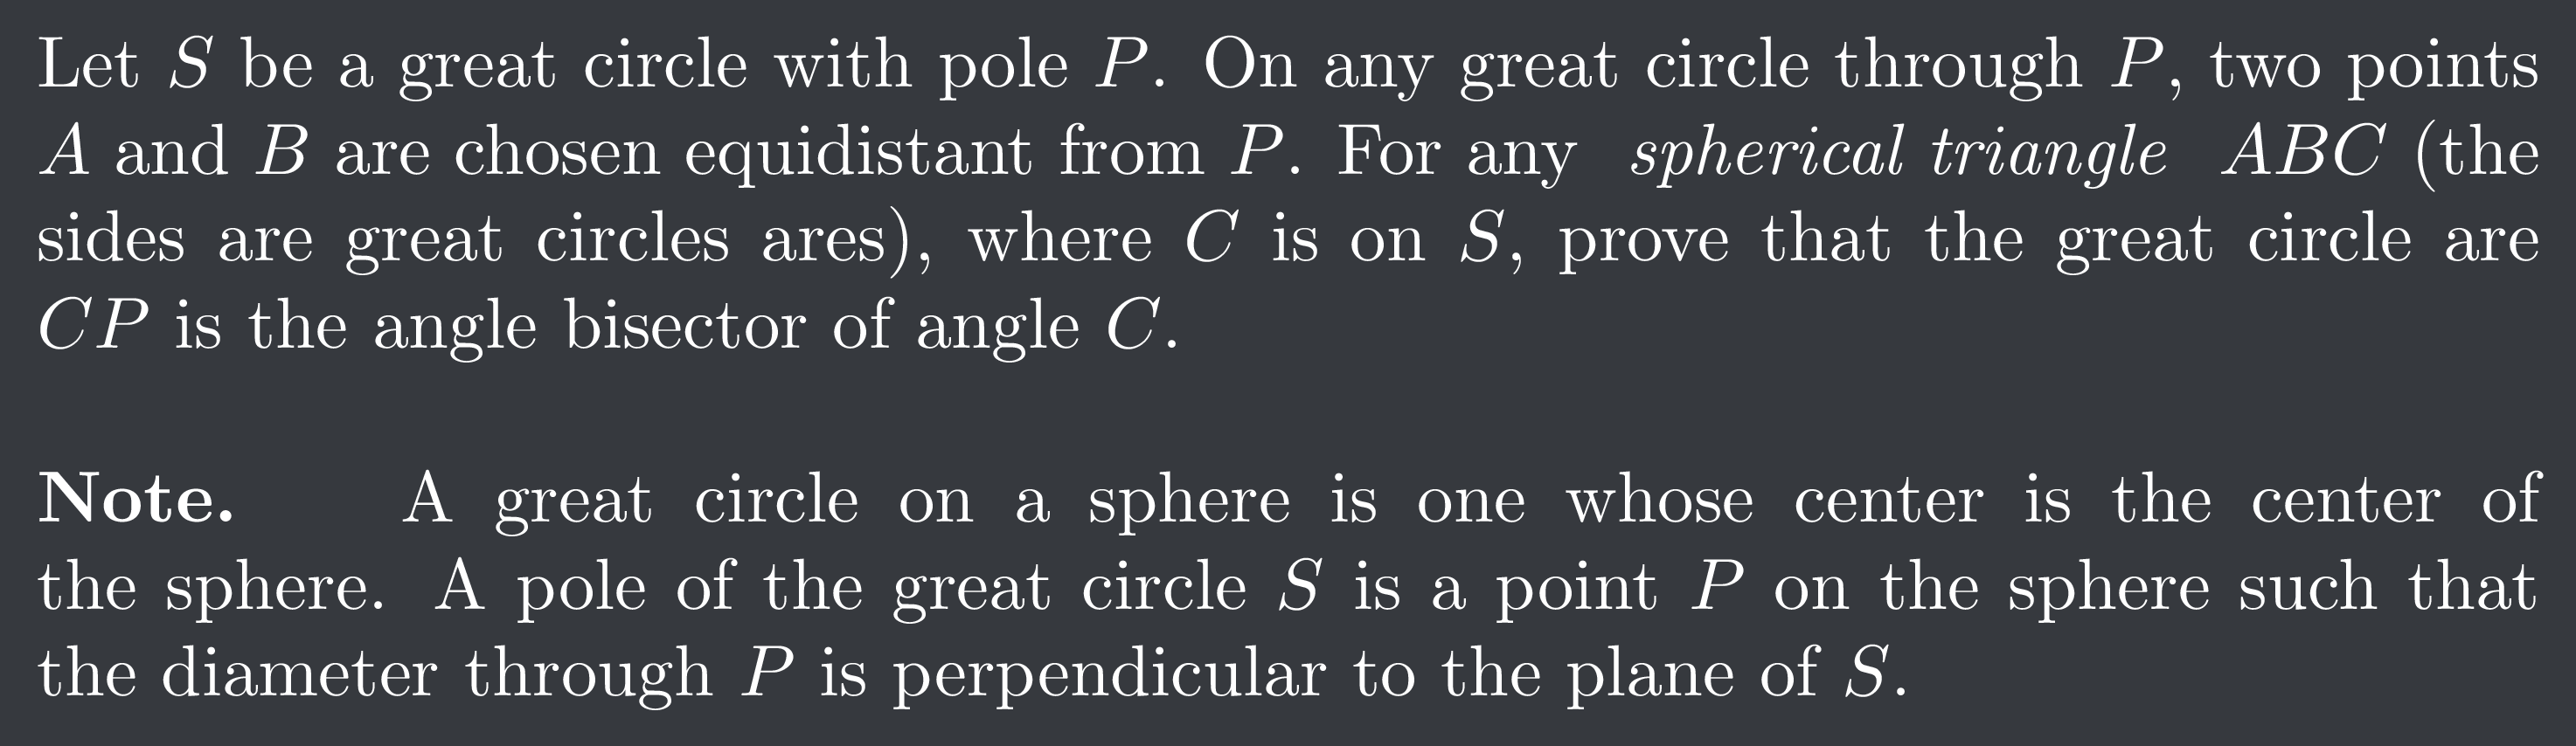 Let S be a great circle with pole P. On any great circle through P, two points
A and B are chosen equidistant from P. For any spherical triangle ABC (the
sides are great circles ares), where C is on S, prove that the great circle are
CP is the angle bisector of angle C.
Note. A great circle on a sphere is one whose center is the center of
the sphere. A pole of the great circle S is a point P on the sphere such that
the diameter through P is perpendicular to the plane of S.